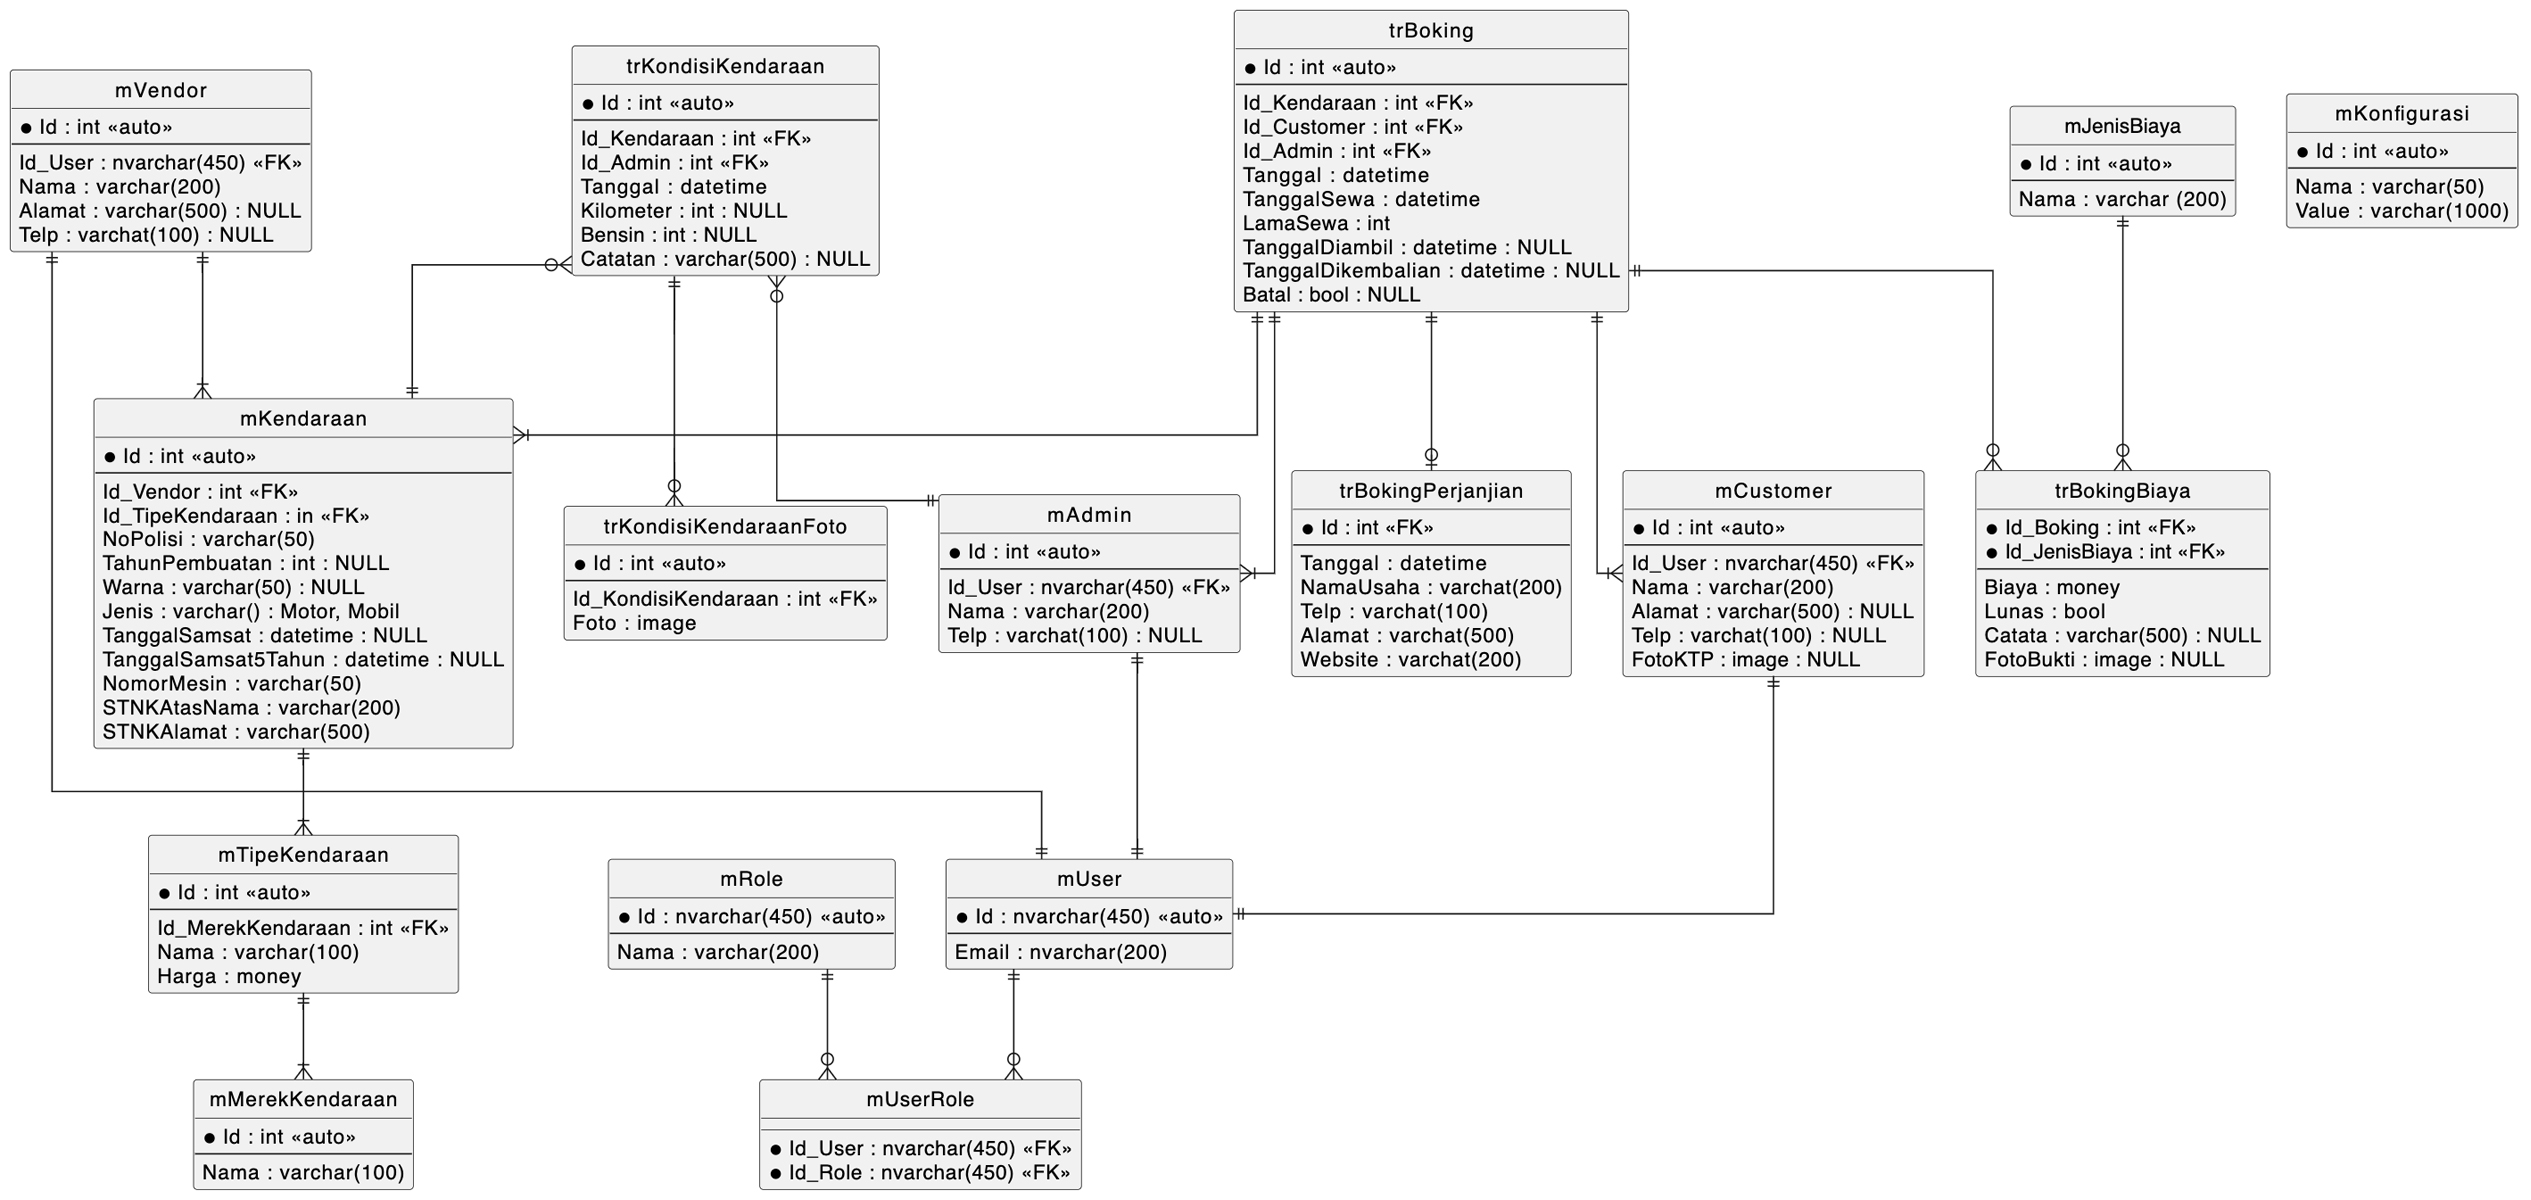 mVendor
● Id : int «auto»
Id_User : nvarchar(450) «FK»
Nama : varchar(200)
Alamat : varchar(500) : NULL
Telp : varchat(100) : NULL
trKondisiKendaraan
● Id : int «auto»
Id_Kendaraan : int «FK»
Id_Admin : int «FK»
Tanggal : datetime
Kilometer : int : NULL
Bensin : int : NULL
Catatan : varchar(500) : NULL
trBoking
● Id : int «auto»
Id_Kendaraan : int «FK»
Id_Customer : int «FK»
Id_Admin : int «FK»
Tanggal : datetime
TanggalSewa : datetime
LamaSewa : int
TanggalDiambil : datetime : NULL
TanggalDikembalian : datetime : NULL
Batal : bool : NULL
mJenisBiaya
● Id : int «auto»
Nama : varchar (200)
mKonfigurasi
● Id : int «auto»
Nama : varchar(50)
Value : varchar(1000)
mKendaraan
● Id : int «auto»
Id_Vendor : int «FK»
Id_TipeKendaraan : in «FK»
NoPolisi : varchar(50)
TahunPembuatan : int : NULL
Warna : varchar(50) : NULL
Jenis : varchar() : Motor, Mobil
TanggalSamsat : datetime : NULL
TanggalSamsat5Tahun : datetime : NULL
NomorMesin : varchar(50)
STNKAtasNama : varchar(200)
STNKAlamat : varchar(500)
trKondisiKendaraanFoto
● Id : int «auto»
Id_KondisiKendaraan : int «FK»
Foto : image
mAdmin
● Id : int «auto»
Id_User : nvarchar(450) «FK»
Nama : varchar(200)
Telp : varchat(100) : NULL
trBokingPerjanjian
● Id : int «FK»
Tanggal : datetime
NamaUsaha : varchat(200)
Telp : varchat(100)
Alamat : varchat(500)
Website : varchat(200)
mCustomer
● Id : int «auto»
Id_User : nvarchar(450) «FK»
Nama : varchar(200)
Alamat : varchar(500) : NULL
Telp : varchat(100) : NULL
FotoKTP : image : NULL
trBokingBiaya
● Id_Boking : int «FK»
● Id_JenisBiaya : int «FK»
Biaya : money
Lunas : bool
Catata : varchar(500) : NULL
FotoBukti : image : NULL
mTipeKendaraan
● Id : int «auto»
Id_MerekKendaraan : int «FK»
Nama : varchar(100)
Harga : money
mRole
● Id : nvarchar(450) «auto»
Nama : varchar(200)
mUser
● Id : nvarchar(450) «auto»
Email : nvarchar(200)
mMerekKendaraan
● Id : int «auto»
Nama : varchar(100)
mUserRole
● Id_User : nvarchar(450) «FK»
● Id_Role : nvarchar(450) «FK»